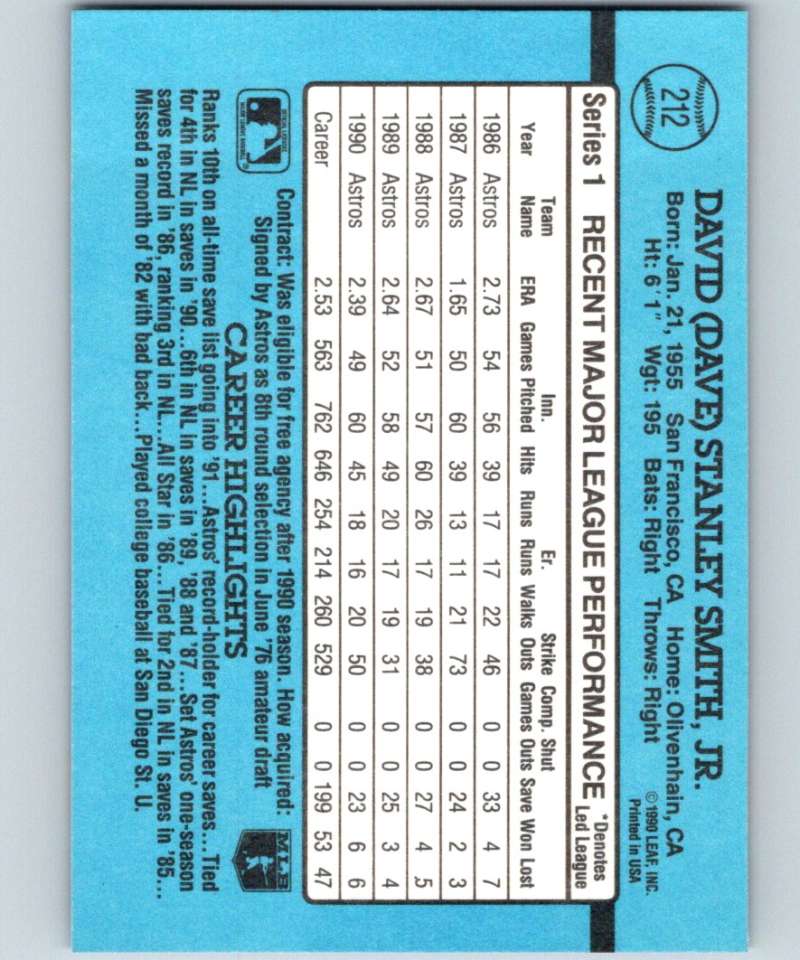 212
DAVID (DAVE) STANLEY SMITH, JR.
Born: Jan. 21, 1955 San Francisco, CA Home: Olivenhain, CA
Ht: 6' 1" Wgt: 195 Bats: Right Throws: Right
© 1990 LEAF, INC.
Printed in USA
Series 1 RECENT MAJOR LEAGUE PERFORMANCE *Denotes
Led League
Team Inn. Er. Strike Comp. Shut
Year Name ERA Games Pitched Hits Runs Runs Walks Outs Games Outs Save Won Lost
1986 Astros 2.73 54 56 39 17 17 22 46 0 0 33 4 7
1987 Astros 1.65 50 60 39 13 11 21 73 0 0 24 2 3
1988 Astros 2.67 51 57 60 26 17 19 38 0 0 27 4 5
1989 Astros 2.64 52 58 49 20 17 19 31 0 0 25 3 4
1990 Astros 2.39 49 60 45 18 16 20 50 0 0 23 6 6
Career 2.53 563 762 646 254 214 260 529 0 0 199 53 47
OFFICIAL LICENSEE
MAJOR LEAGUE BASEBALL
Contract: Was eligible for free agency after 1990 season. How acquired:
Signed by Astros as 8th round selection in June '76 amateur draft
MLB
CAREER HIGHLIGHTS
Ranks 10th on all-time save list going into '91...Astros' record-holder for career saves...Tied
for 4th in NL in saves in '90...6th in NL in saves in '89, '88 and '87...Set Astros' one-season
saves record in '86, ranking 3rd in NL...All Star in '86...Tied for 2nd in NL in saves in '85...
Missed a month of '82 with bad back...Played college baseball at San Diego St. U.